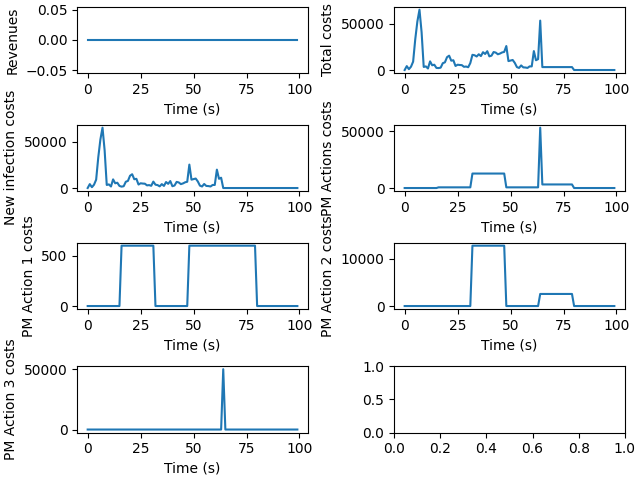 Revenues
0.05
0.00
−0.05
0 25 50 75 100
Time (s)
Total costs
50000
0
0 25 50 75 100
Time (s)
New infection costs
50000
0
0 25 50 75 100
Time (s)
PM Actions costs
50000
0
0 25 50 75 100
Time (s)
PM Action 1 costs
500
0
0 25 50 75 100
Time (s)
PM Action 2 costs
10000
0
0 25 50 75 100
Time (s)
PM Action 3 costs
50000
0
0 25 50 75 100
Time (s)
1.0
0.5
0.0
0.0 0.2 0.4 0.6 0.8 1.0